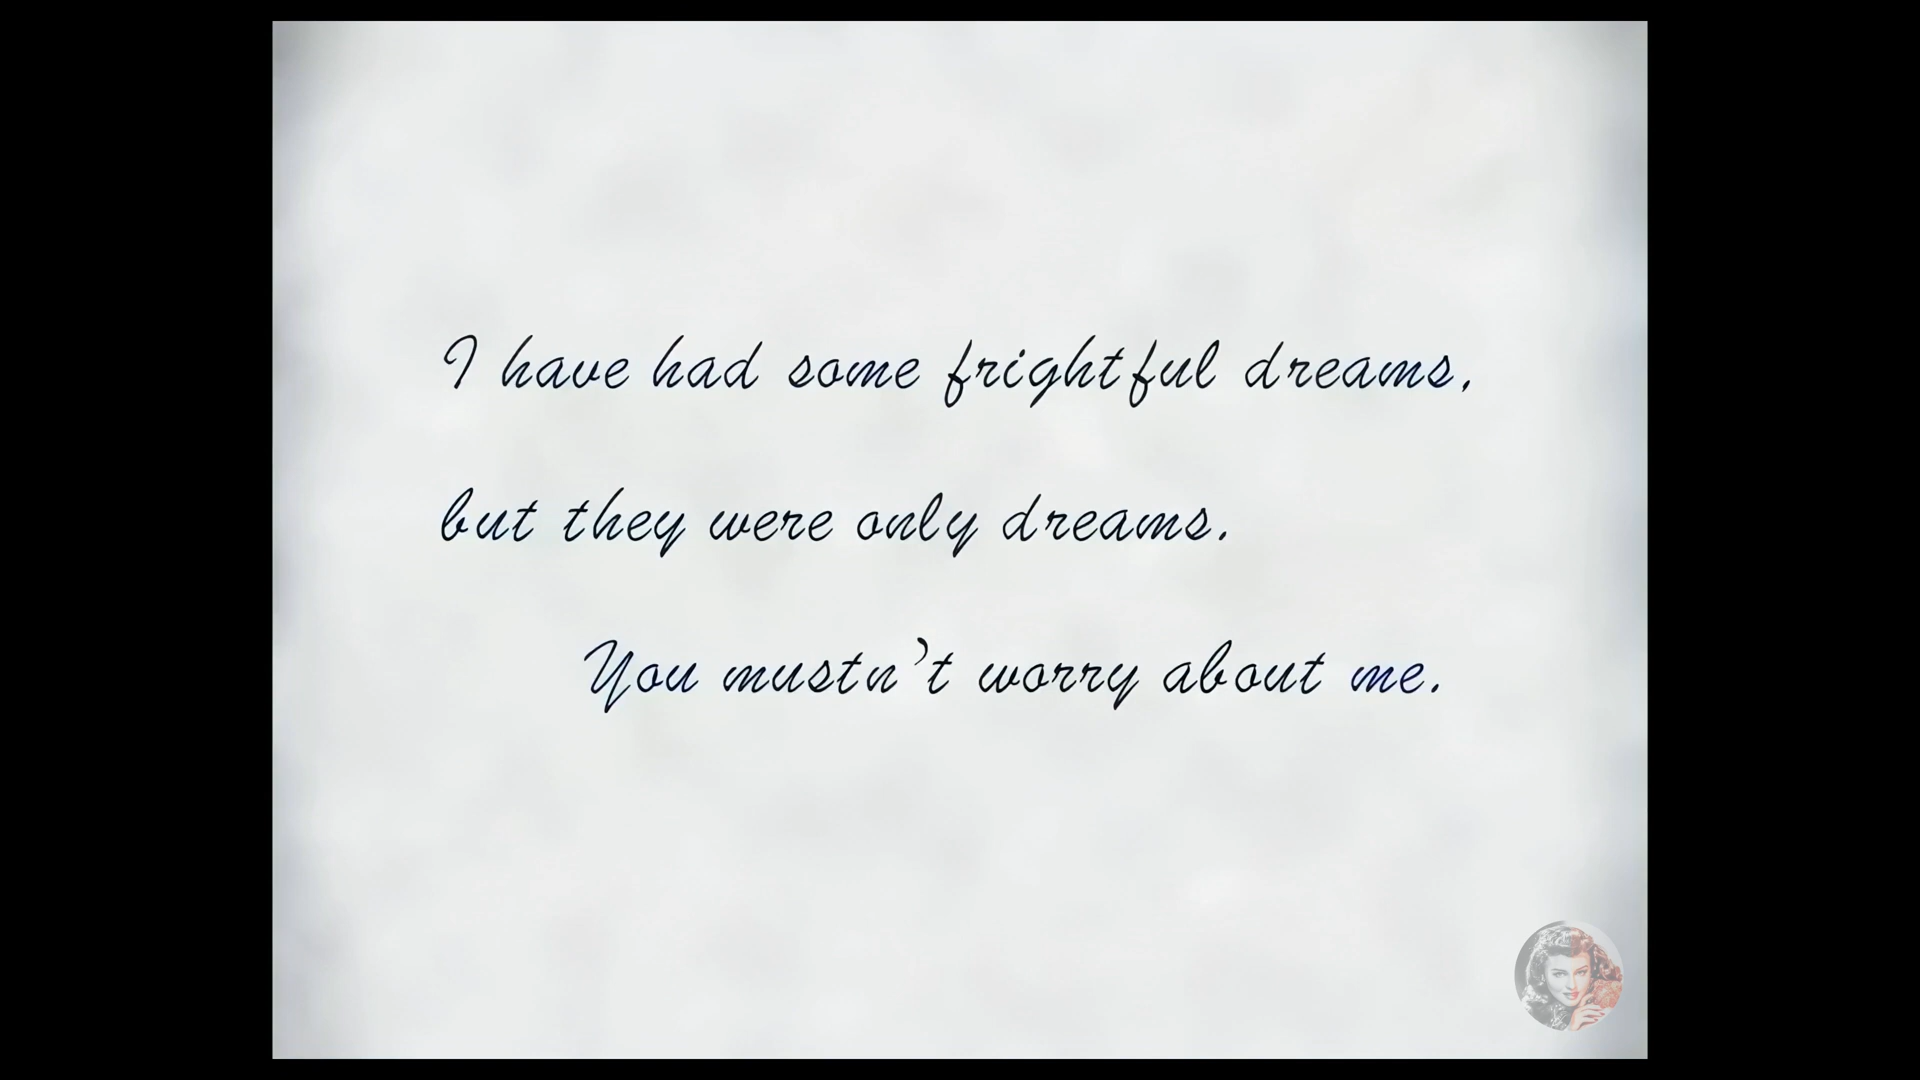 I have had some frightful dreams,
but they were only dreams.
You mustn't worry about me.